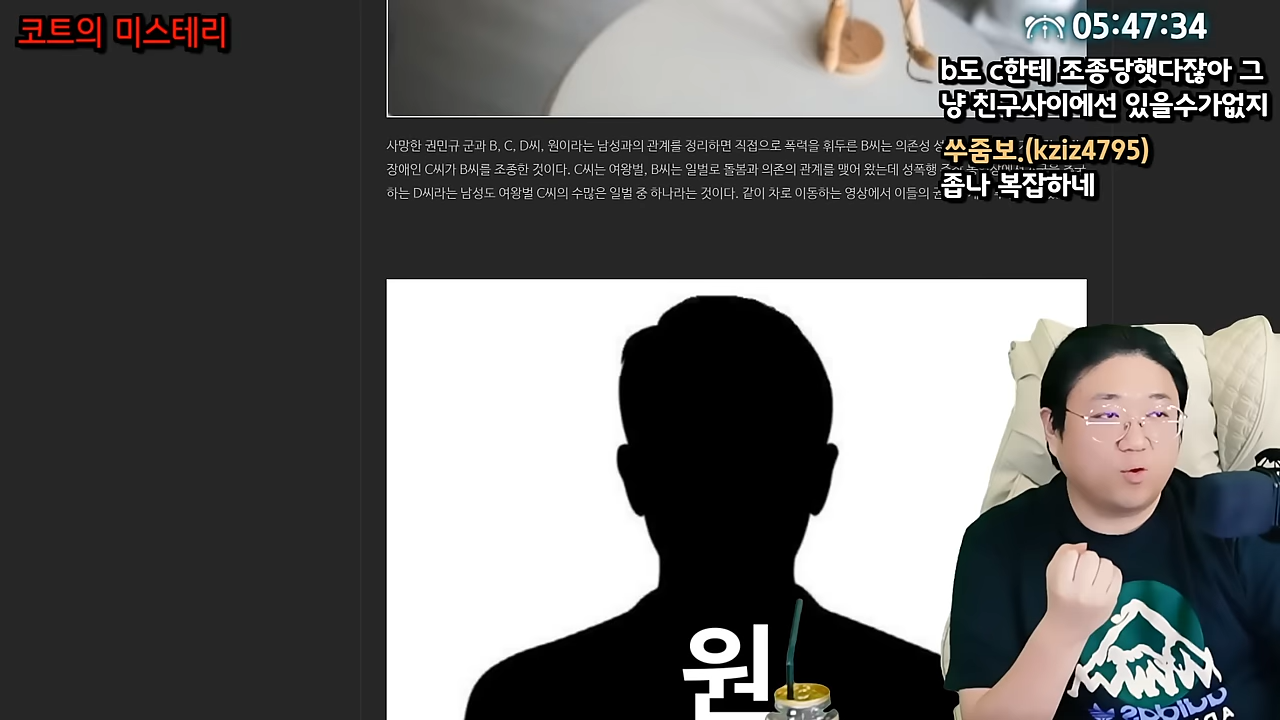 코트의 미스테리
05:47:34
b도 c한테 조종당햇다잖아 그
냥 친구사이에선 있을수가없지
쑤줌보.(kziz4795)
좁나 복잡하네
사망한 권민규 군과 B, C, D씨, 원이라는 남성과의 관계를 정리하면 직접으로 폭력을 휘두른 B씨는 의존성 성
장애인 C씨가 B씨를 조종한 것이다. C씨는 여왕벌, B씨는 일벌로 돌봄과 의존의 관계를 맺어 왔는데 성폭행
하는 D씨라는 남성도 여왕벌 C씨의 수많은 일벌 중 하나라는 것이다. 같이 차로 이동하는 영상에서 이들의
원